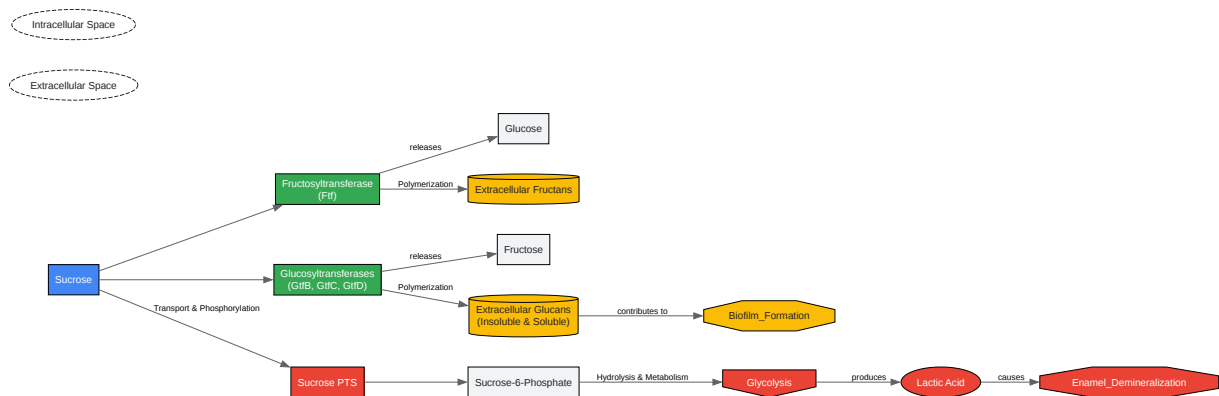 Intracellular Space
Extracellular Space
Glucose
releases
Fructosyltransferase
(Ftf)
Polymerization
Extracellular Fructans
Fructose
releases
Sucrose
Glucosyltransferases
(GtfB, GtfC, GtfD)
Polymerization
Extracellular Glucans
(Insoluble & Soluble)
contributes to
Biofilm_Formation
Transport & Phosphorylation
Sucrose PTS
Sucrose-6-Phosphate
Hydrolysis & Metabolism
Glycolysis
produces
Lactic Acid
causes
Enamel_Demineralization